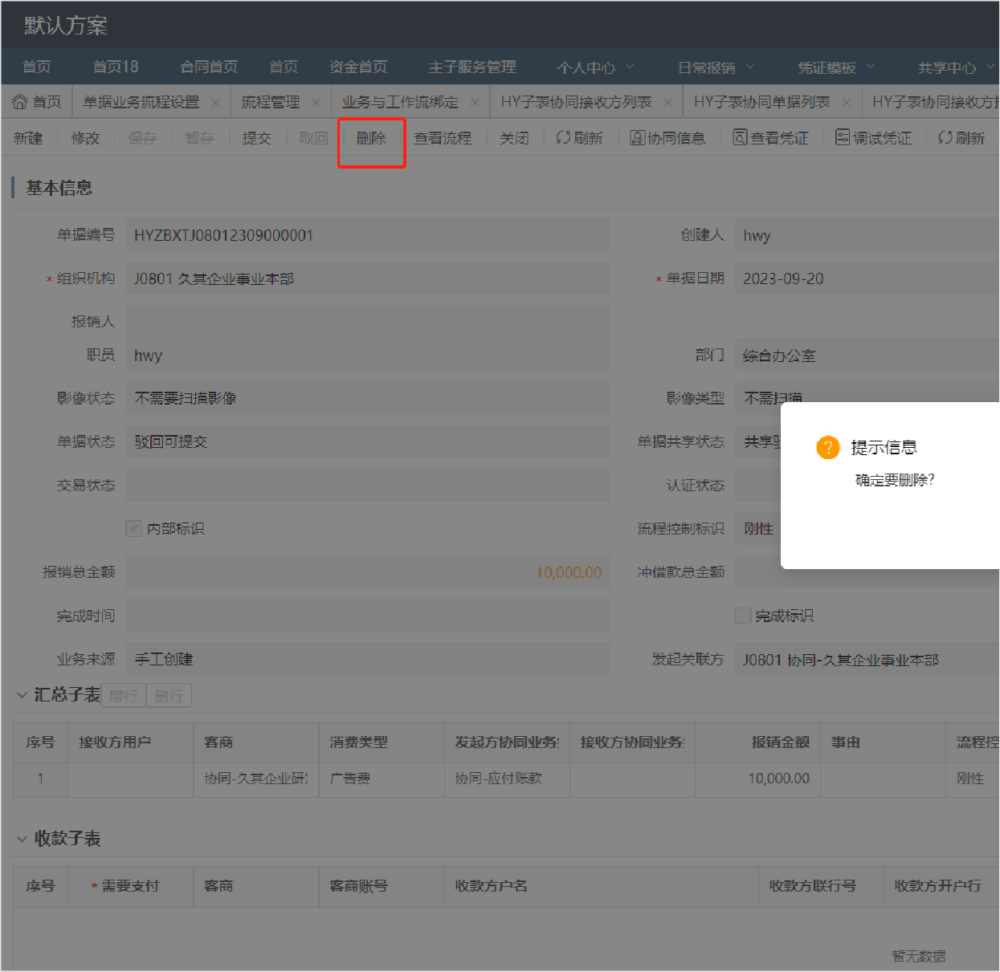 默认方案
首页 首页18 合同首页 首页 资金首页 主子服务管理 个人中心 日常报销 凭证模板 共享中心
首页 单据业务流程设置 流程管理 业务与工作流绑定 HY子表协同接收方列表 HY子表协同单据列表 HY子表协同接收方
新建 修改 保存 暂存 提交 取回 删除 查看流程 关闭 刷新 协同信息 查看凭证 调试凭证 刷新
基本信息
单据编号 HYZBXTJ08012309000001 创建人 hwy
* 组织机构 J0801 久其企业事业本部 * 单据日期 2023-09-20
报销人
职员 hwy 部门 综合办公室
影像状态 不需要扫描影像 影像类型 不需扫描
单据状态 驳回可提交 单据共享状态 共享
提示信息
确定要删除?
交易状态 认证状态
内部标识 流程控制标识 刚性
报销总金额 10,000.00 冲借款总金额
完成时间 完成标识
业务来源 手工创建 发起关联方 J0801 协同-久其企业事业本部
汇总子表 增行 删行
序号 接收方用户 客商 消费类型 发起方协同业务 接收方协同业务 报销金额 事由 流程控
1 协同-久其企业研 广告费 协同-应付账款 10,000.00 刚性
收款子表
序号 * 需要支付 客商 客商账号 收款方户名 收款方联行号 收款方开户行
暂无数据